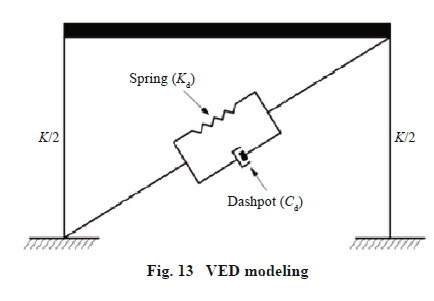 Spring (Kd)
K/2
K/2
Dashpot (Cd)
Fig. 13 VED modeling